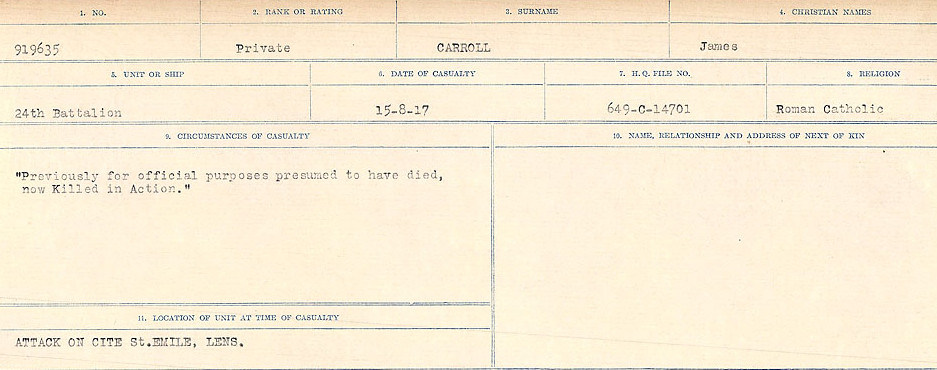 1. NO. 2. RANK OR RATING 3. SURNAME 4. CHRISTIAN NAMES
919635 Private CARROLL James
5. UNIT OR SHIP 6. DATE OF CASUALTY 7. H. Q. FILE NO. 8. RELIGION
24th Battalion 15-8-17 649-C-14701 Roman Catholic
9. CIRCUMSTANCES OF CASUALTY 10. NAME, RELATIONSHIP AND ADDRESS OF NEXT OF KIN
"Previously for official purposes presumed to have died,
now Killed in Action."
11. LOCATION OF UNIT AT TIME OF CASUALTY
ATTACK ON CITE St.EMILE, LENS.